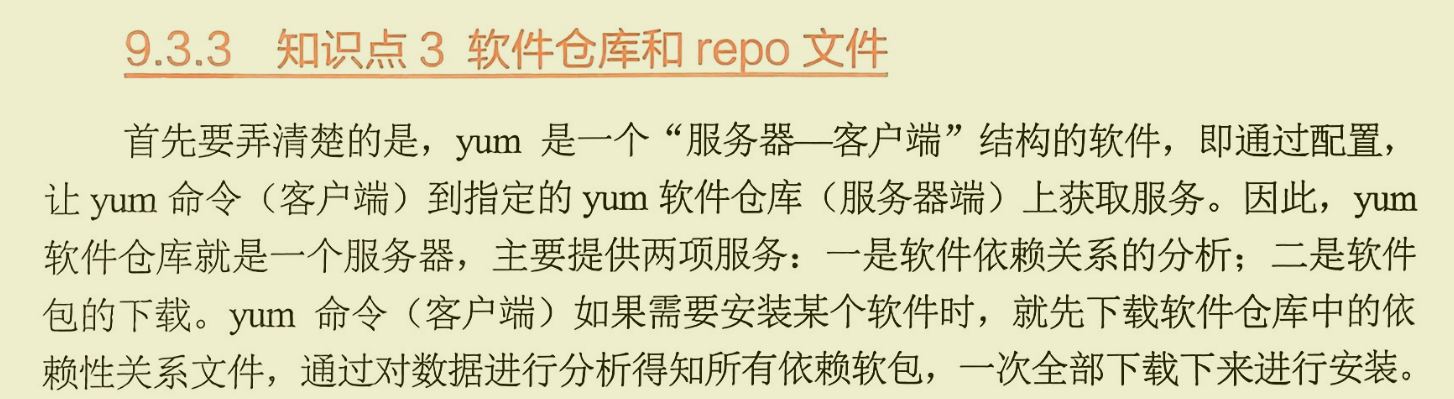 9.3.3 知识点 3 软件仓库和 repo 文件
首先要弄清楚的是，yum 是一个“服务器—客户端”结构的软件，即通过配置，
让 yum 命令（客户端）到指定的 yum 软件仓库（服务器端）上获取服务。因此，yum
软件仓库就是一个服务器，主要提供两项服务：一是软件依赖关系的分析；二是软件
包的下载。yum 命令（客户端）如果需要安装某个软件时，就先下载软件仓库中的依
赖性关系文件，通过对数据进行分析得知所有依赖软包，一次全部下载下来进行安装。